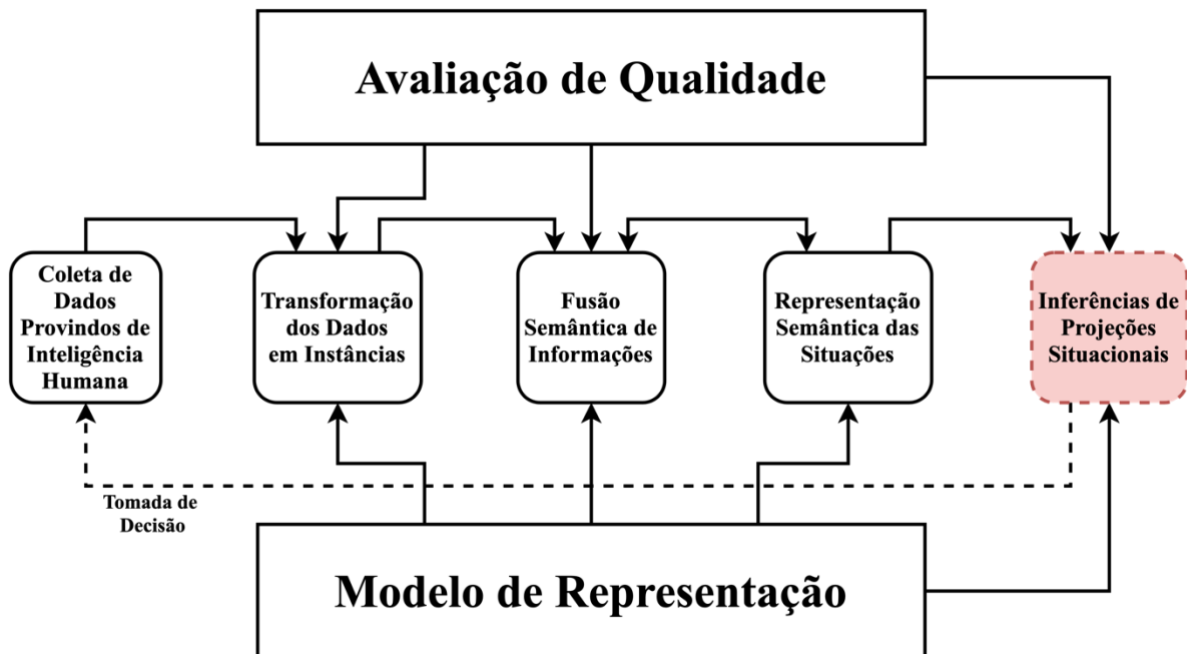 Avaliação de Qualidade
Coleta de
Dados
Provindos de
Inteligência
Humana
Transformação
dos Dados
em Instâncias
Fusão
Semântica de
Informações
Representação
Semântica das
Situações
Inferências de
Projeções
Situacionais
Tomada de
Decisão
Modelo de Representação